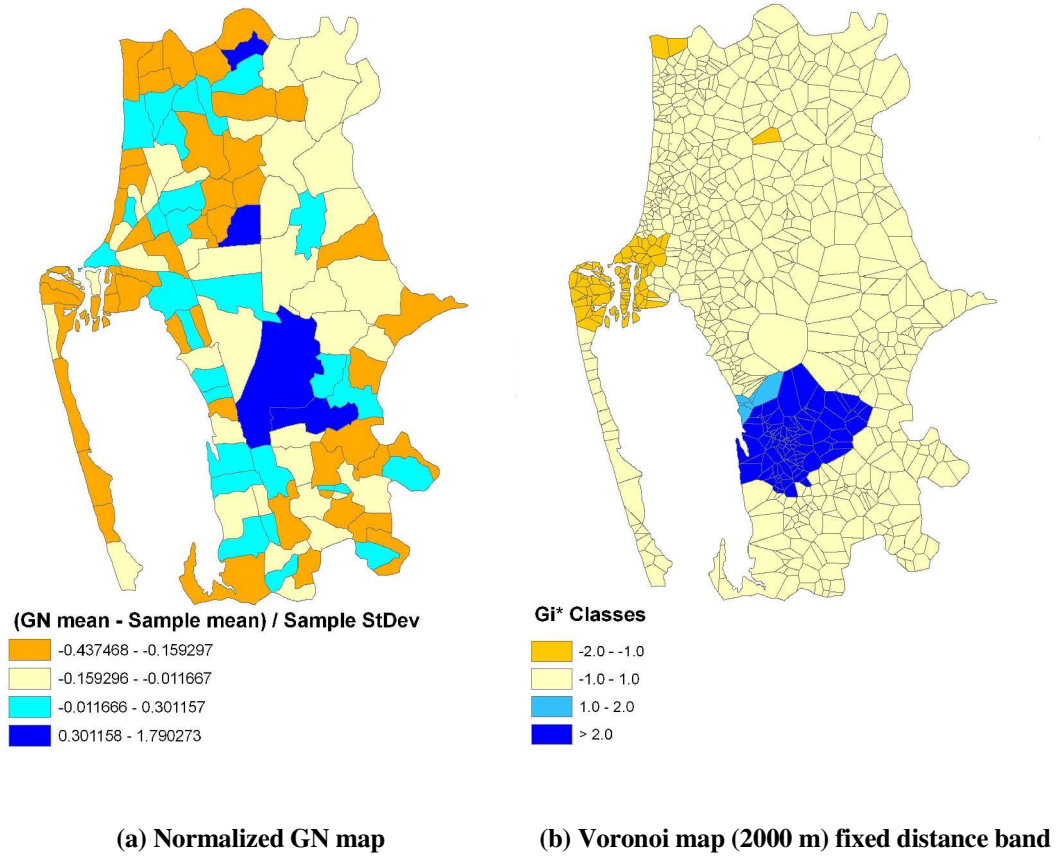 (GN mean - Sample mean) / Sample StDev
-0.437468 - -0.159297
-0.159296 - -0.011667
-0.011666 - 0.301157
0.301158 - 1.790273
Gi* Classes
-2.0 - -1.0
-1.0 - 1.0
1.0 - 2.0
> 2.0
(a) Normalized GN map
(b) Voronoi map (2000 m) fixed distance band